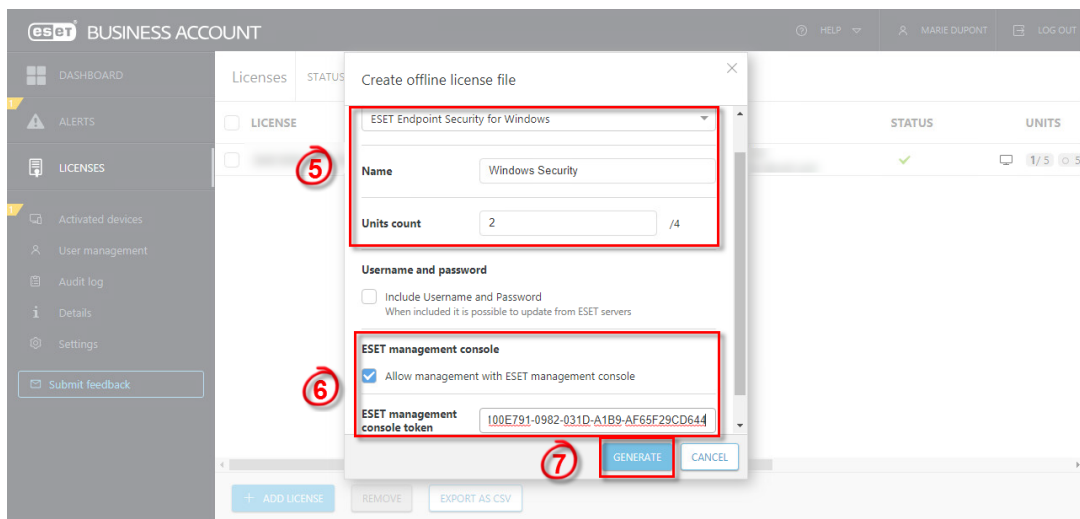 eset BUSINESS ACCOUNT
HELP
MARIE DUPONT
LOG OUT
DASHBOARD
1
ALERTS
LICENSES
1
Activated devices
User management
Audit log
Details
Settings
Submit feedback
Licenses STATUS
LICENSE STATUS UNITS
1/5 5
Create offline license file
ESET Endpoint Security for Windows
5
Name Windows Security
Units count 2 /4
Username and password
Include Username and Password
When included it is possible to update from ESET servers
ESET management console
6
Allow management with ESET management console
ESET management
console token
100E791-0982-031D-A1B9-AF65F29CD644
7
GENERATE CANCEL
+ ADD LICENSE REMOVE EXPORT AS CSV